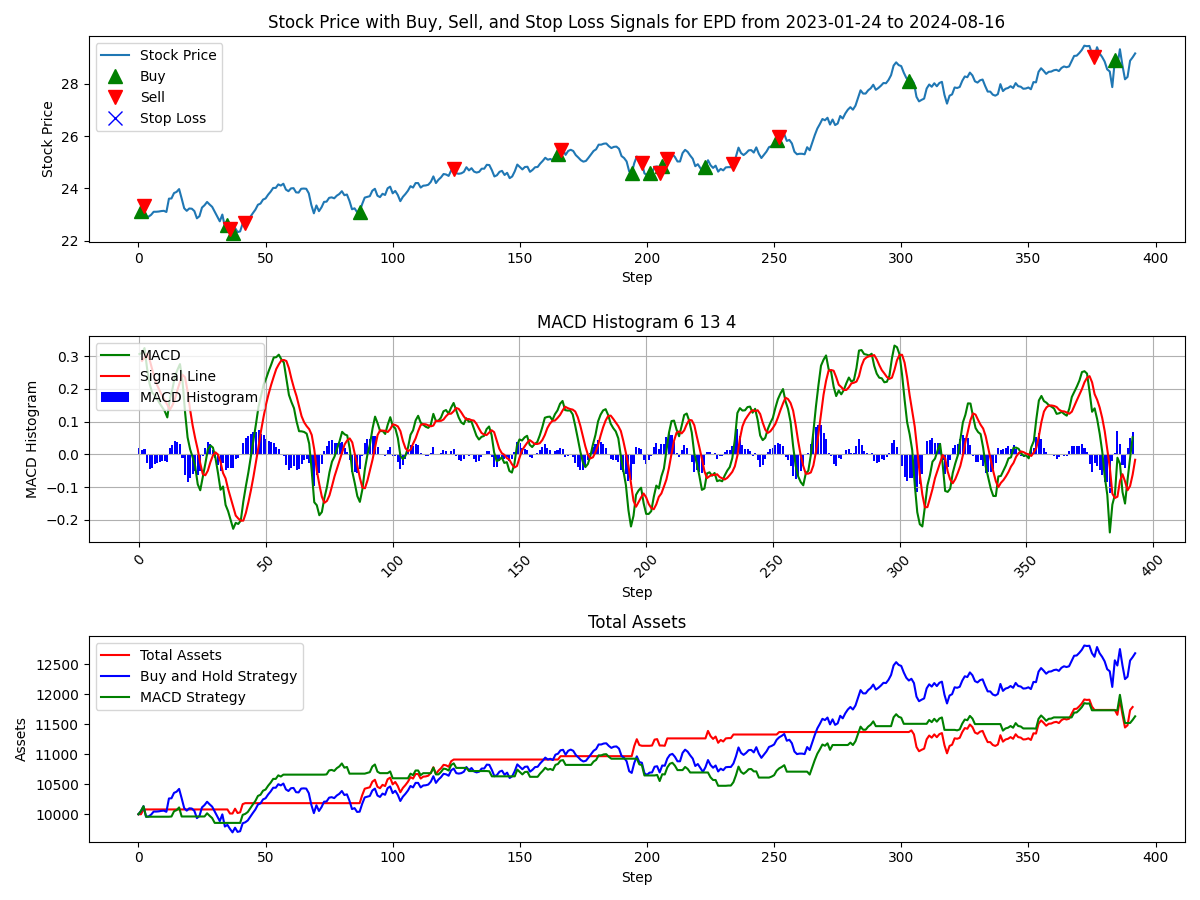 Stock Price with Buy, Sell, and Stop Loss Signals for EPD from 2023-01-24 to 2024-08-16
Stock Price
Stock Price
Buy
Sell
Stop Loss
28
26
24
22
0 50 100 150 200 250 300 350 400
Step
MACD Histogram 6 13 4
MACD Histogram
MACD
Signal Line
MACD Histogram
0.3
0.2
0.1
0.0
−0.1
−0.2
0 50 100 150 200 250 300 350 400
Step
Total Assets
Assets
Total Assets
Buy and Hold Strategy
MACD Strategy
12500
12000
11500
11000
10500
10000
0 50 100 150 200 250 300 350 400
Step